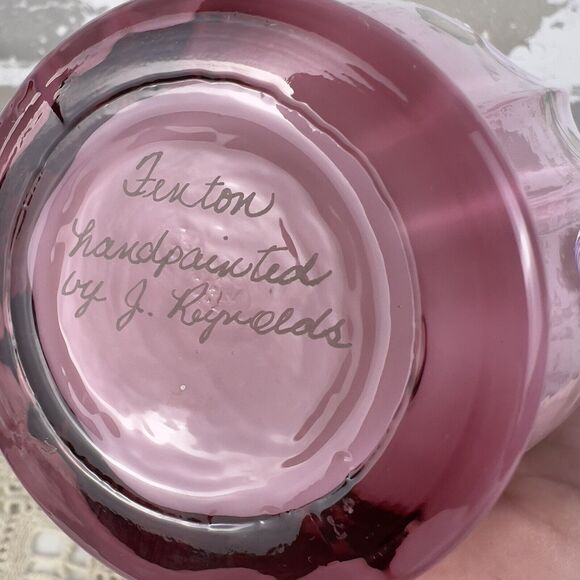 Fenton
handpainted
by J. Reynolds